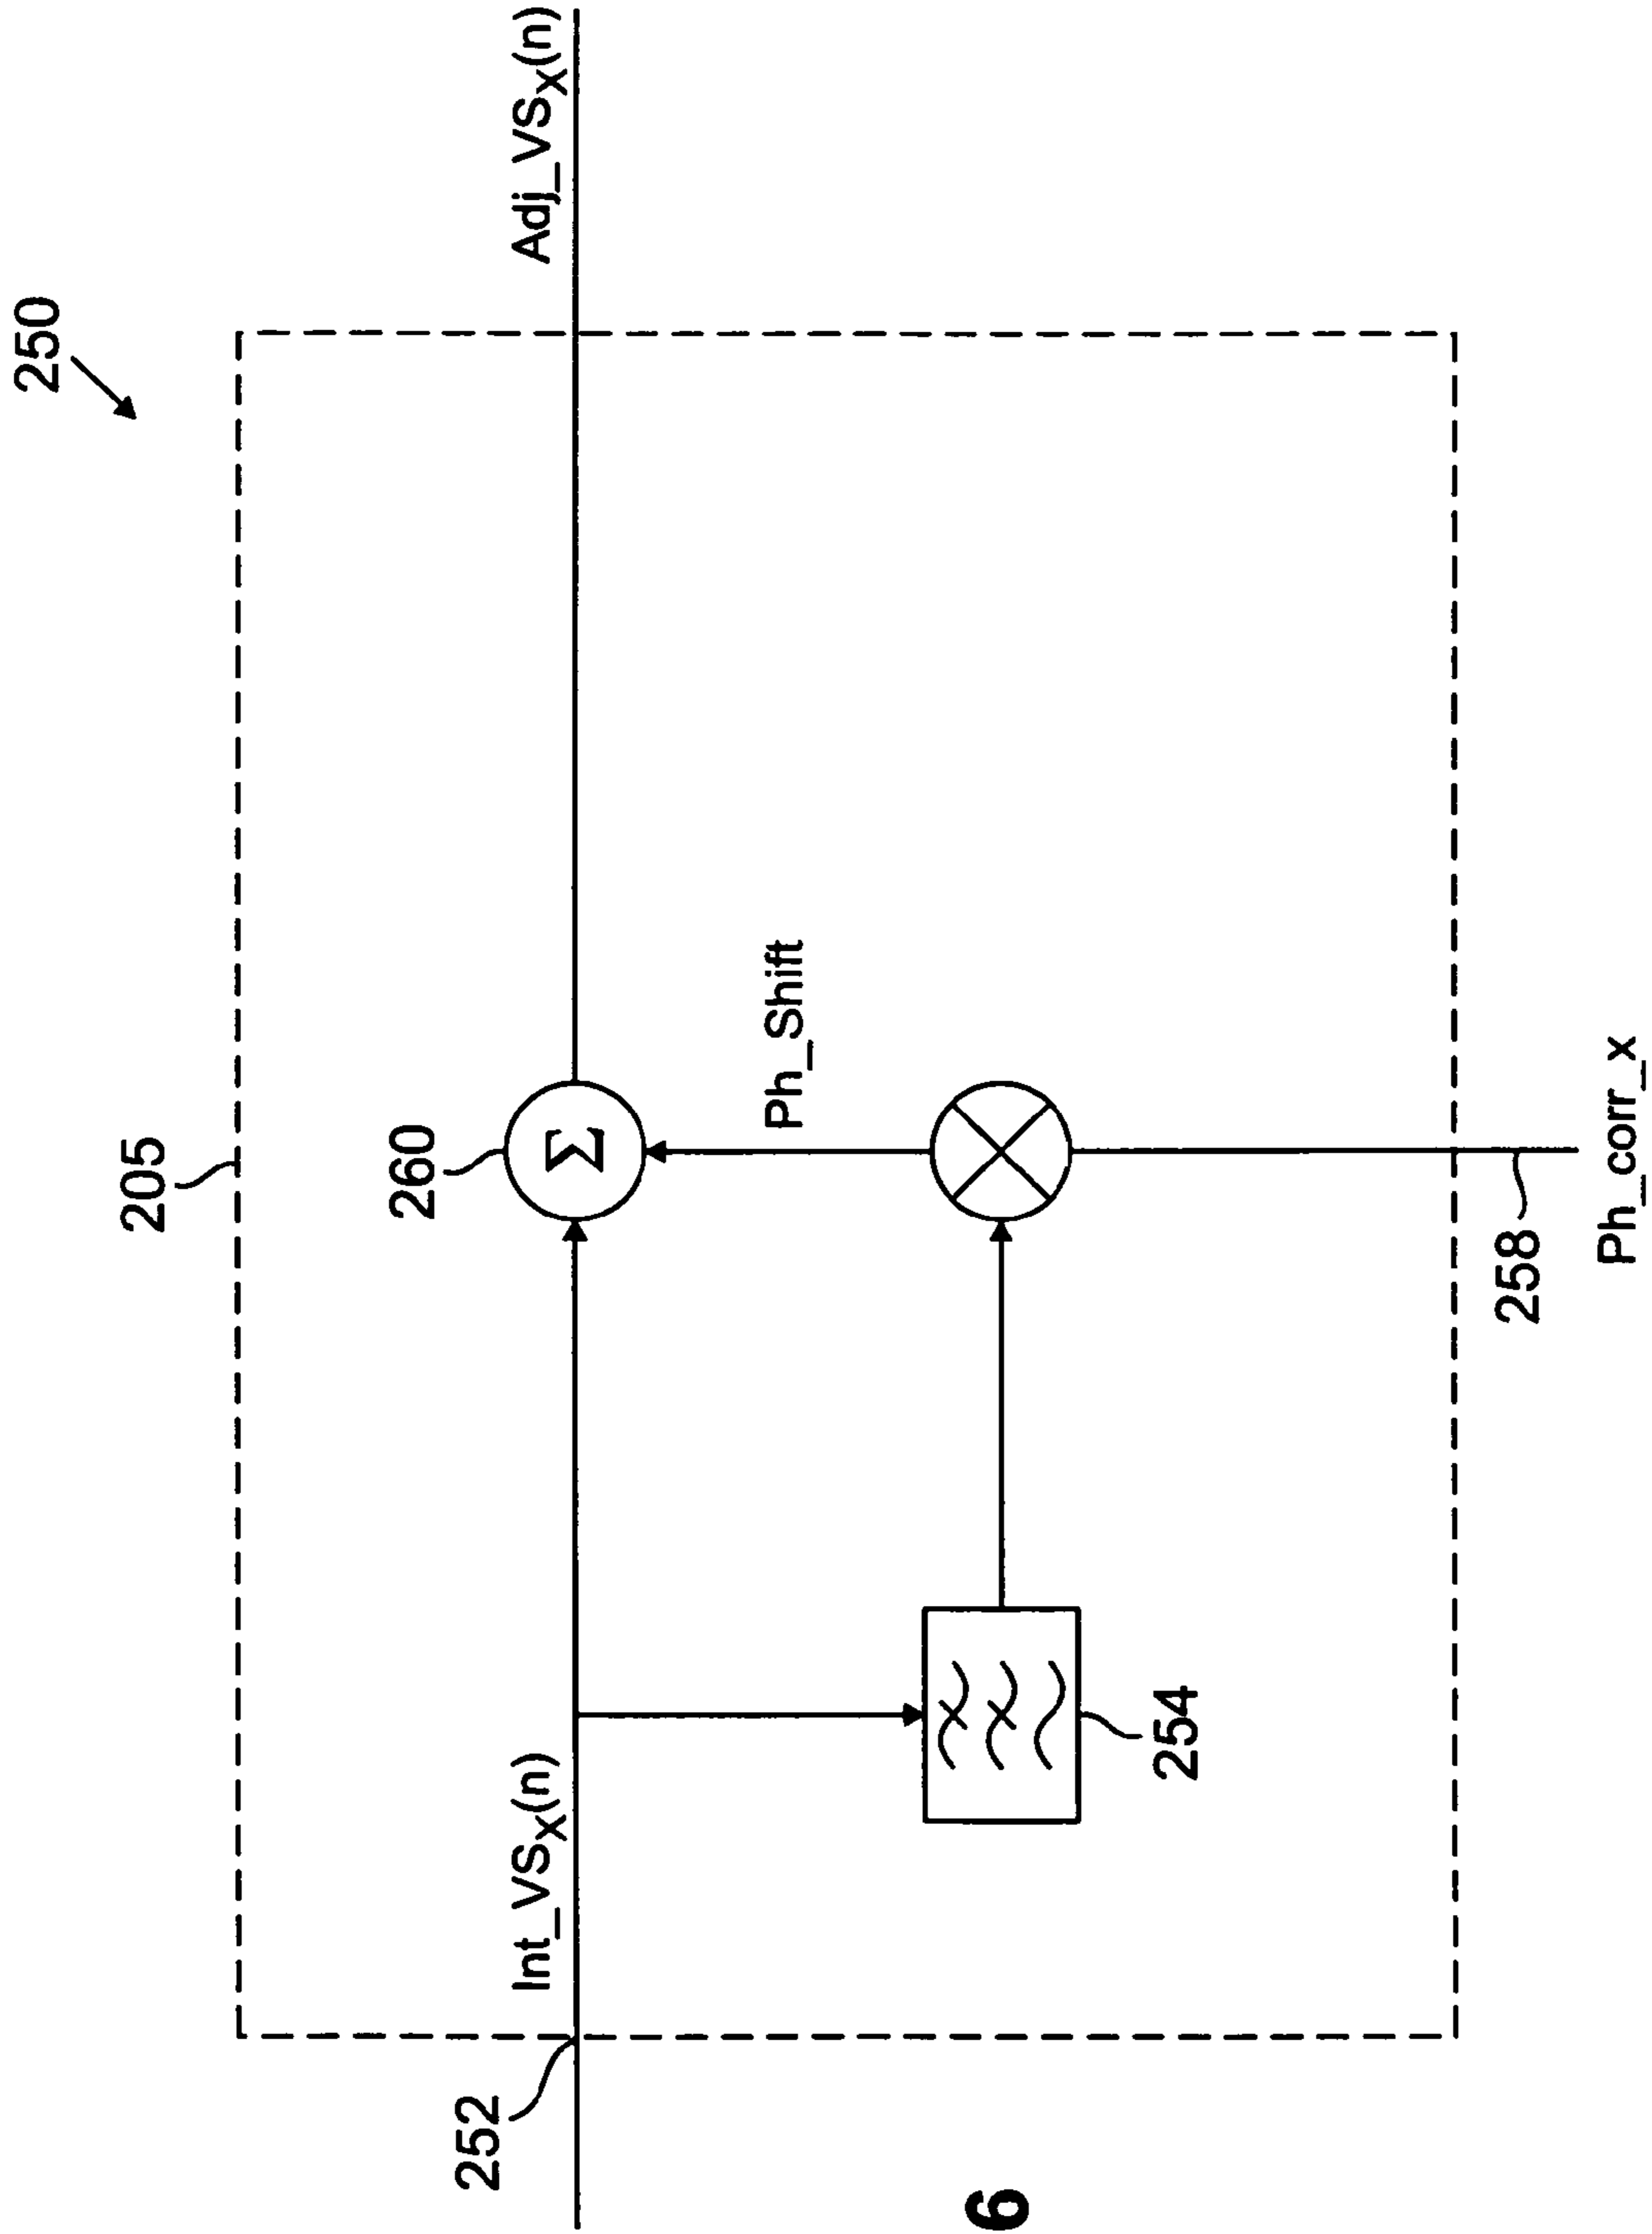 250
205
Int_VSx(n)
Adj_VSx(n)
252
260
Σ
Ph_Shift
254
258
Ph_corr_x
6